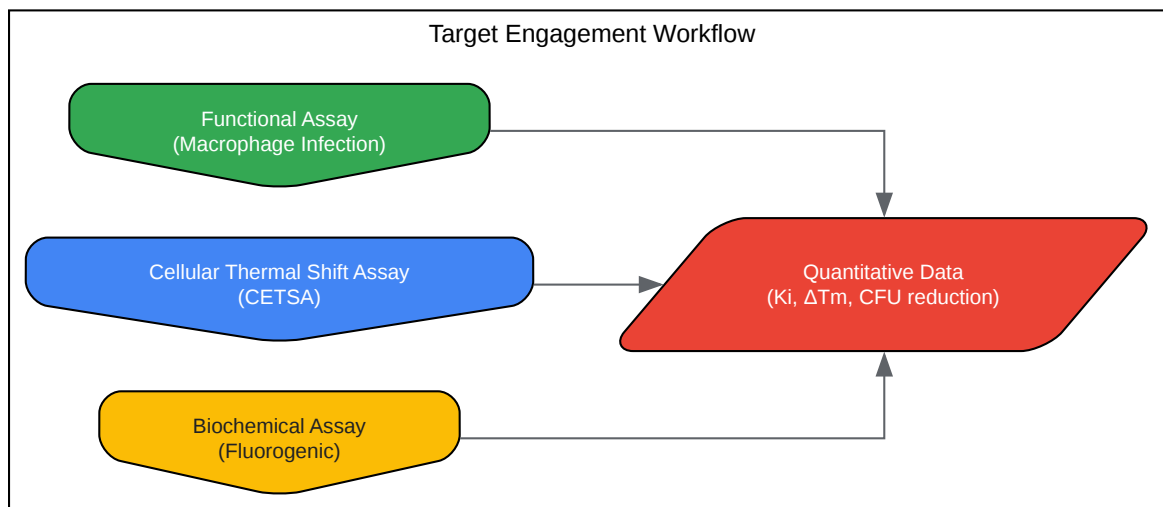 Target Engagement Workflow
Functional Assay
(Macrophage Infection)
Cellular Thermal Shift Assay
(CETSA)
Quantitative Data
(Ki, ΔTm, CFU reduction)
Biochemical Assay
(Fluorogenic)